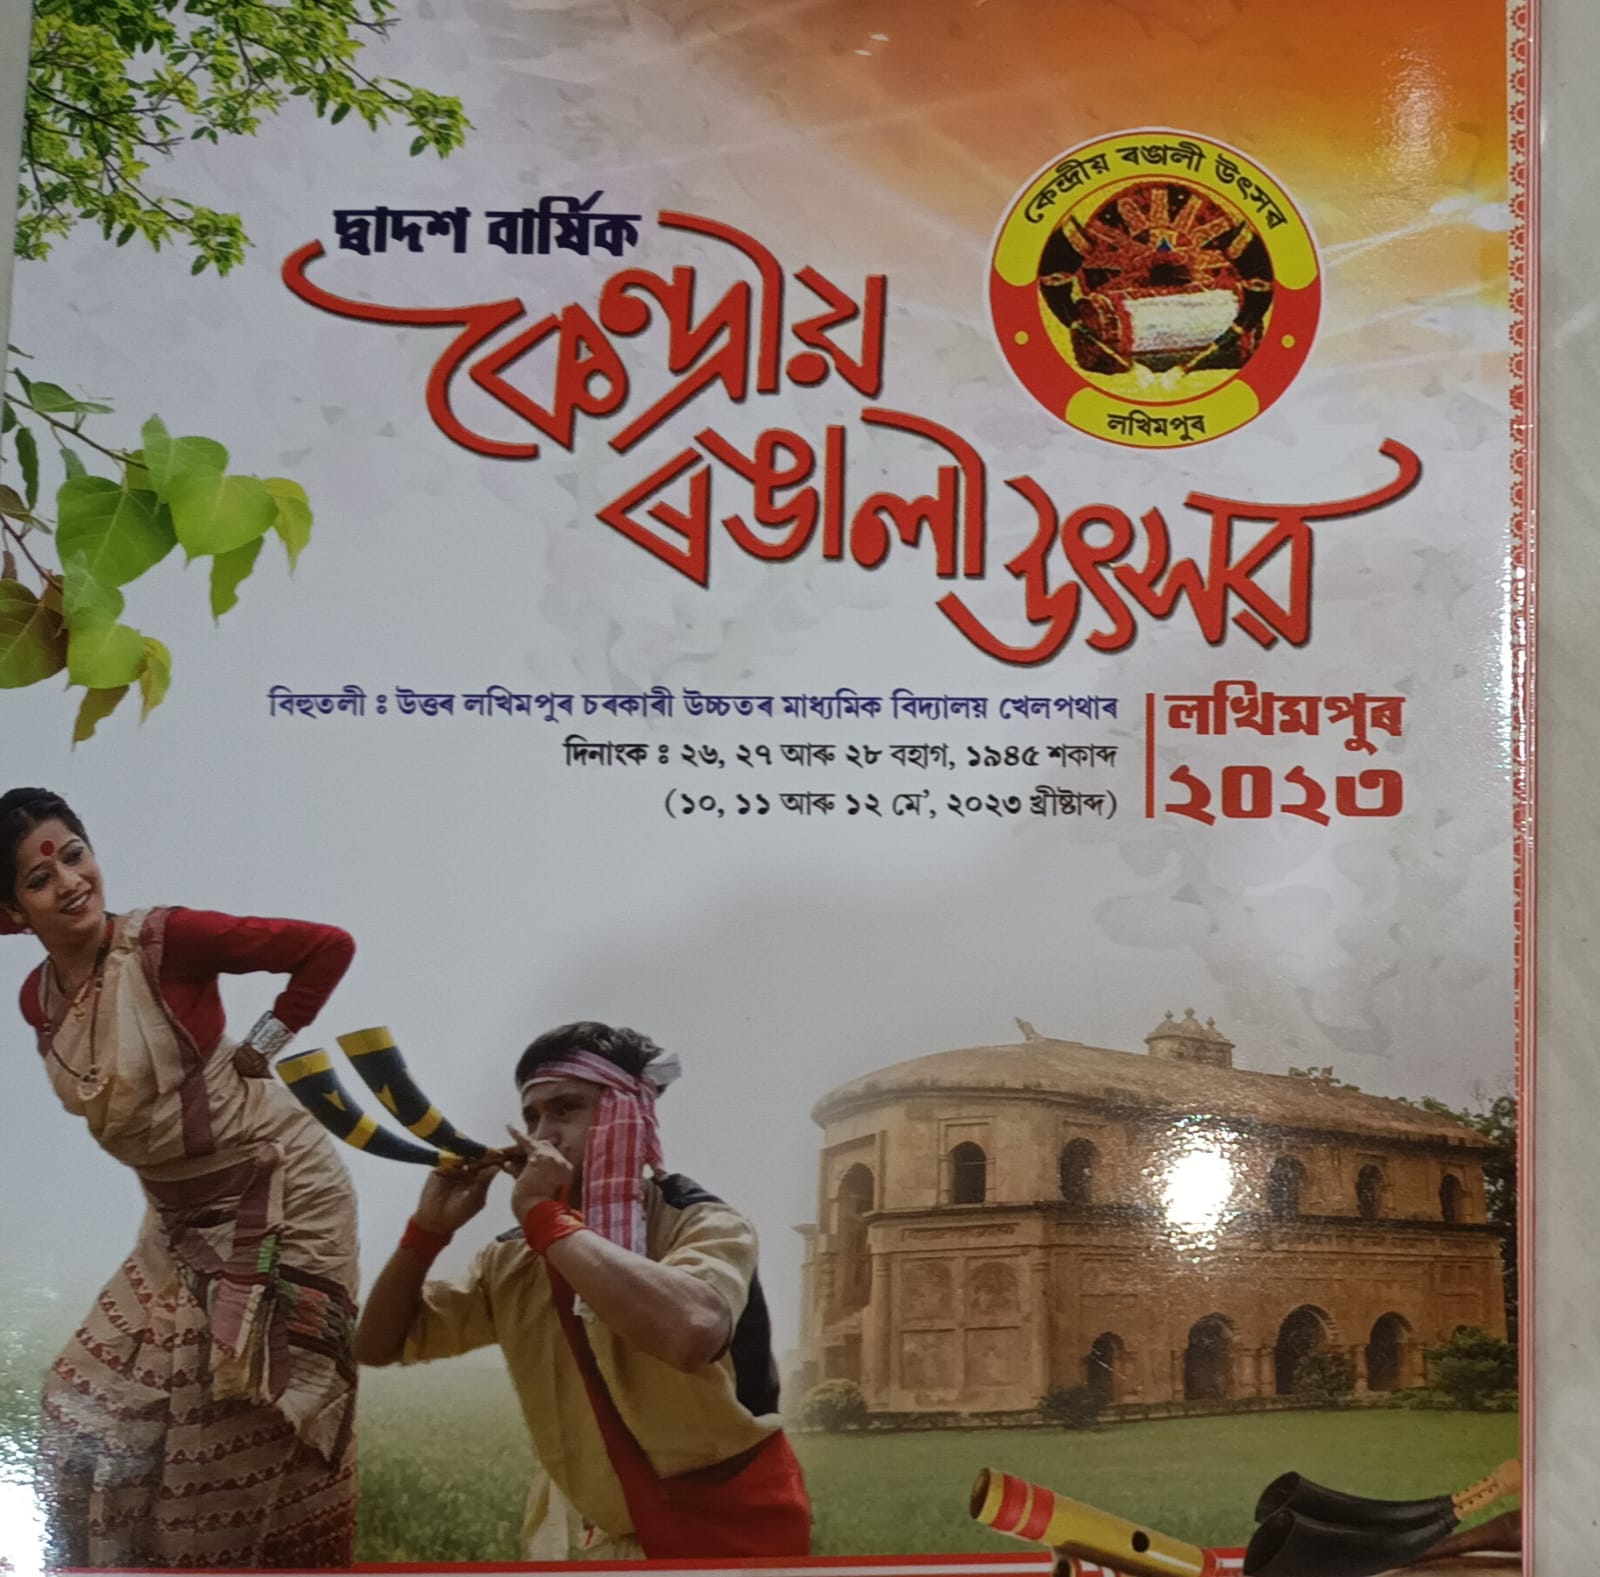 দ্বাদশ বাৰ্ষিক
কেন্দ্ৰীয়
ৰঙালী উৎসৱ
কেন্দ্ৰীয় ৰঙালী উৎসৱ
লখিমপুৰ
বিহুতলী : উত্তৰ লখিমপুৰ চৰকাৰী উচ্চতৰ মাধ্যমিক বিদ্যালয় খেলপথাৰ
দিনাংক : ২৬, ২৭ আৰু ২৮ বহাগ, ১৯৪৫ শকাব্দ
(১০, ১১ আৰু ১২ মে', ২০২৩ খ্ৰীষ্টাব্দ)
লখিমপুৰ
২০২৩